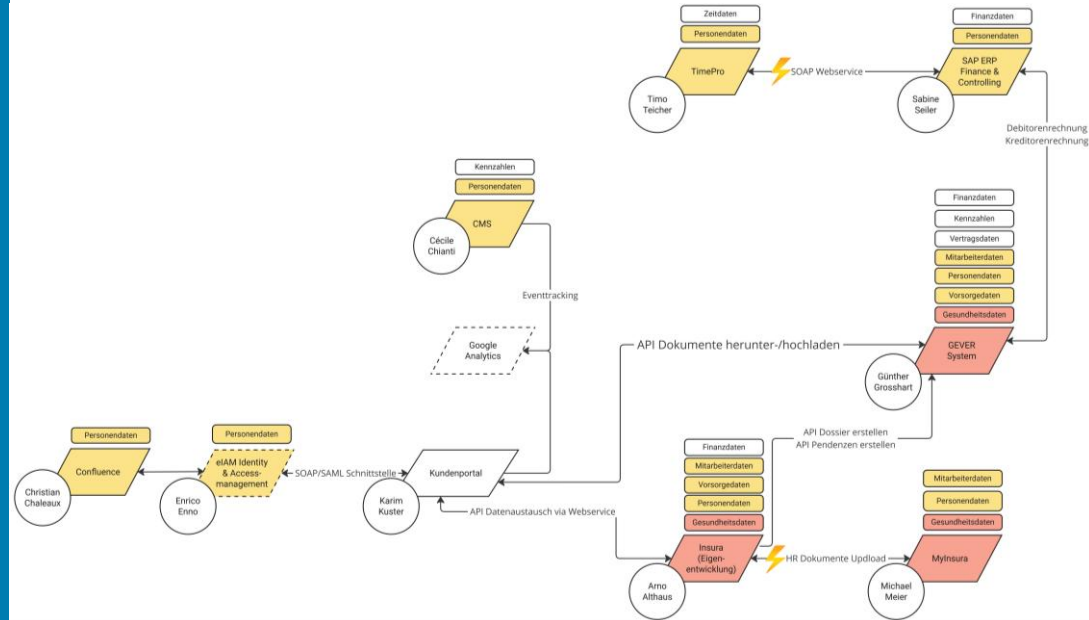 Zeitdaten
Personendaten
TimePro
Timo
Teicher
SOAP Webservice
Finanzdaten
Personendaten
SAP ERP
Finance &
Controlling
Sabine
Seiler
Debitorenrechnung
Kreditorenrechnung
Kennzahlen
Personendaten
CMS
Cécile
Chianti
Eventtracking
Google
Analytics
Finanzdaten
Kennzahlen
Vertragsdaten
Mitarbeiterdaten
Personendaten
Vorsorgedaten
Gesundheitsdaten
GEVER
System
Günther
Grosshart
API Dokumente herunter-/hochladen
API Dossier erstellen
API Pendenzen erstellen
Personendaten
Confluence
Christian
Chaleaux
Personendaten
eIAM Identity
& Access-
management
Enrico
Enno
SOAP/SAML Schnittstelle
Kundenportal
Karim
Kuster
API Datenaustausch via Webservice
Finanzdaten
Mitarbeiterdaten
Vorsorgedaten
Personendaten
Gesundheitsdaten
Insura
(Eigen-
entwicklung)
Arno
Althaus
HR Dokumente Updload
Mitarbeiterdaten
Personendaten
Gesundheitsdaten
MyInsura
Michael
Meier